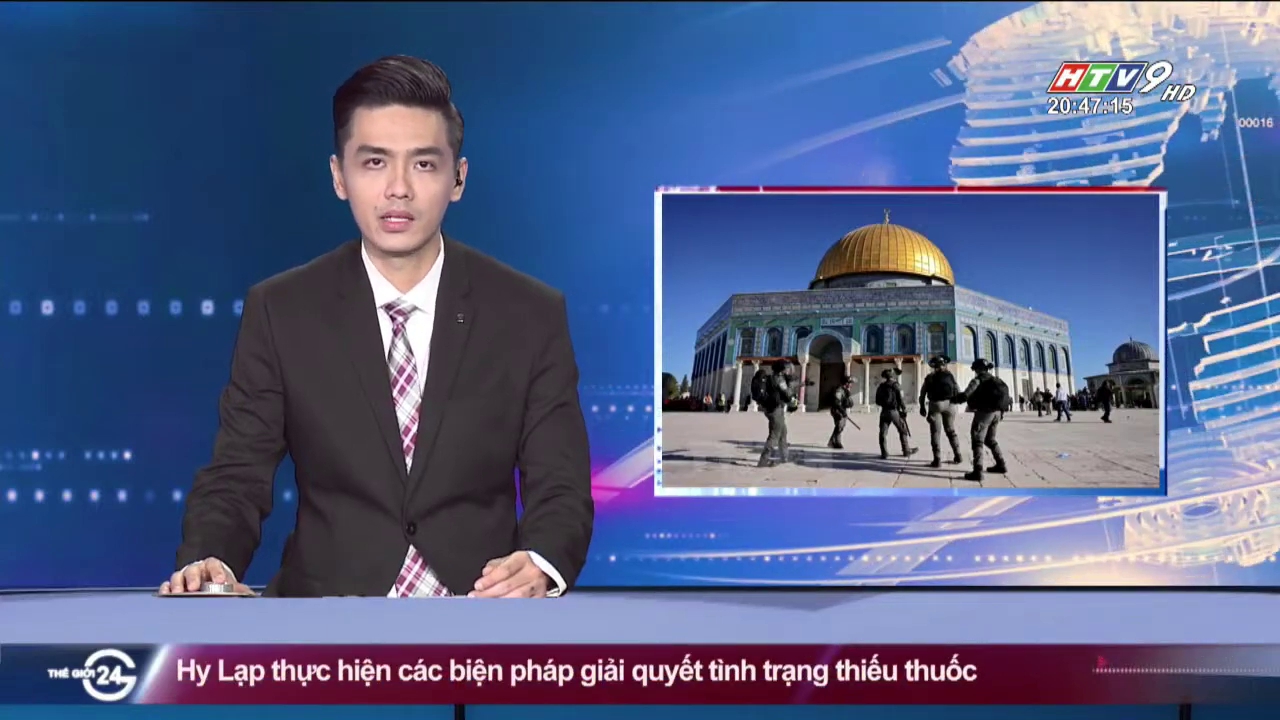 HTV9 HD
20:47:15
00016
THẾ GIỚI 24G
Hy Lạp thực hiện các biện pháp giải quyết tình trạng thiếu thuốc